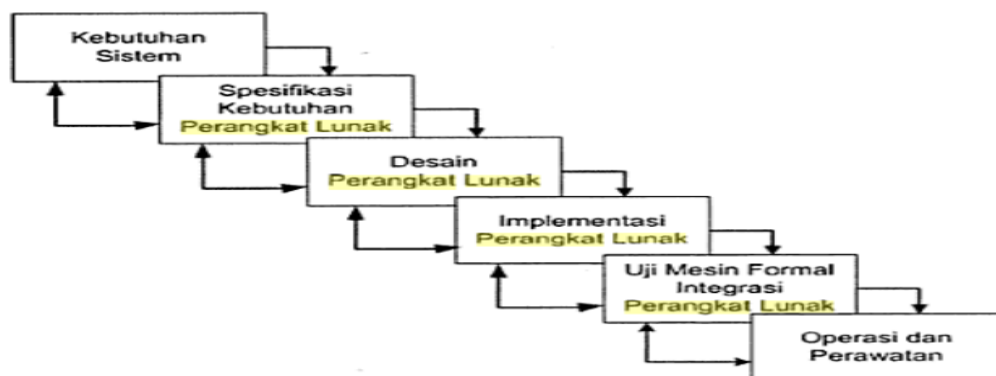 Kebutuhan
Sistem
Spesifikasi
Kebutuhan
Perangkat Lunak
Desain
Perangkat Lunak
Implementasi
Perangkat Lunak
Uji Mesin Formal
Integrasi
Perangkat Lunak
Operasi dan
Perawatan